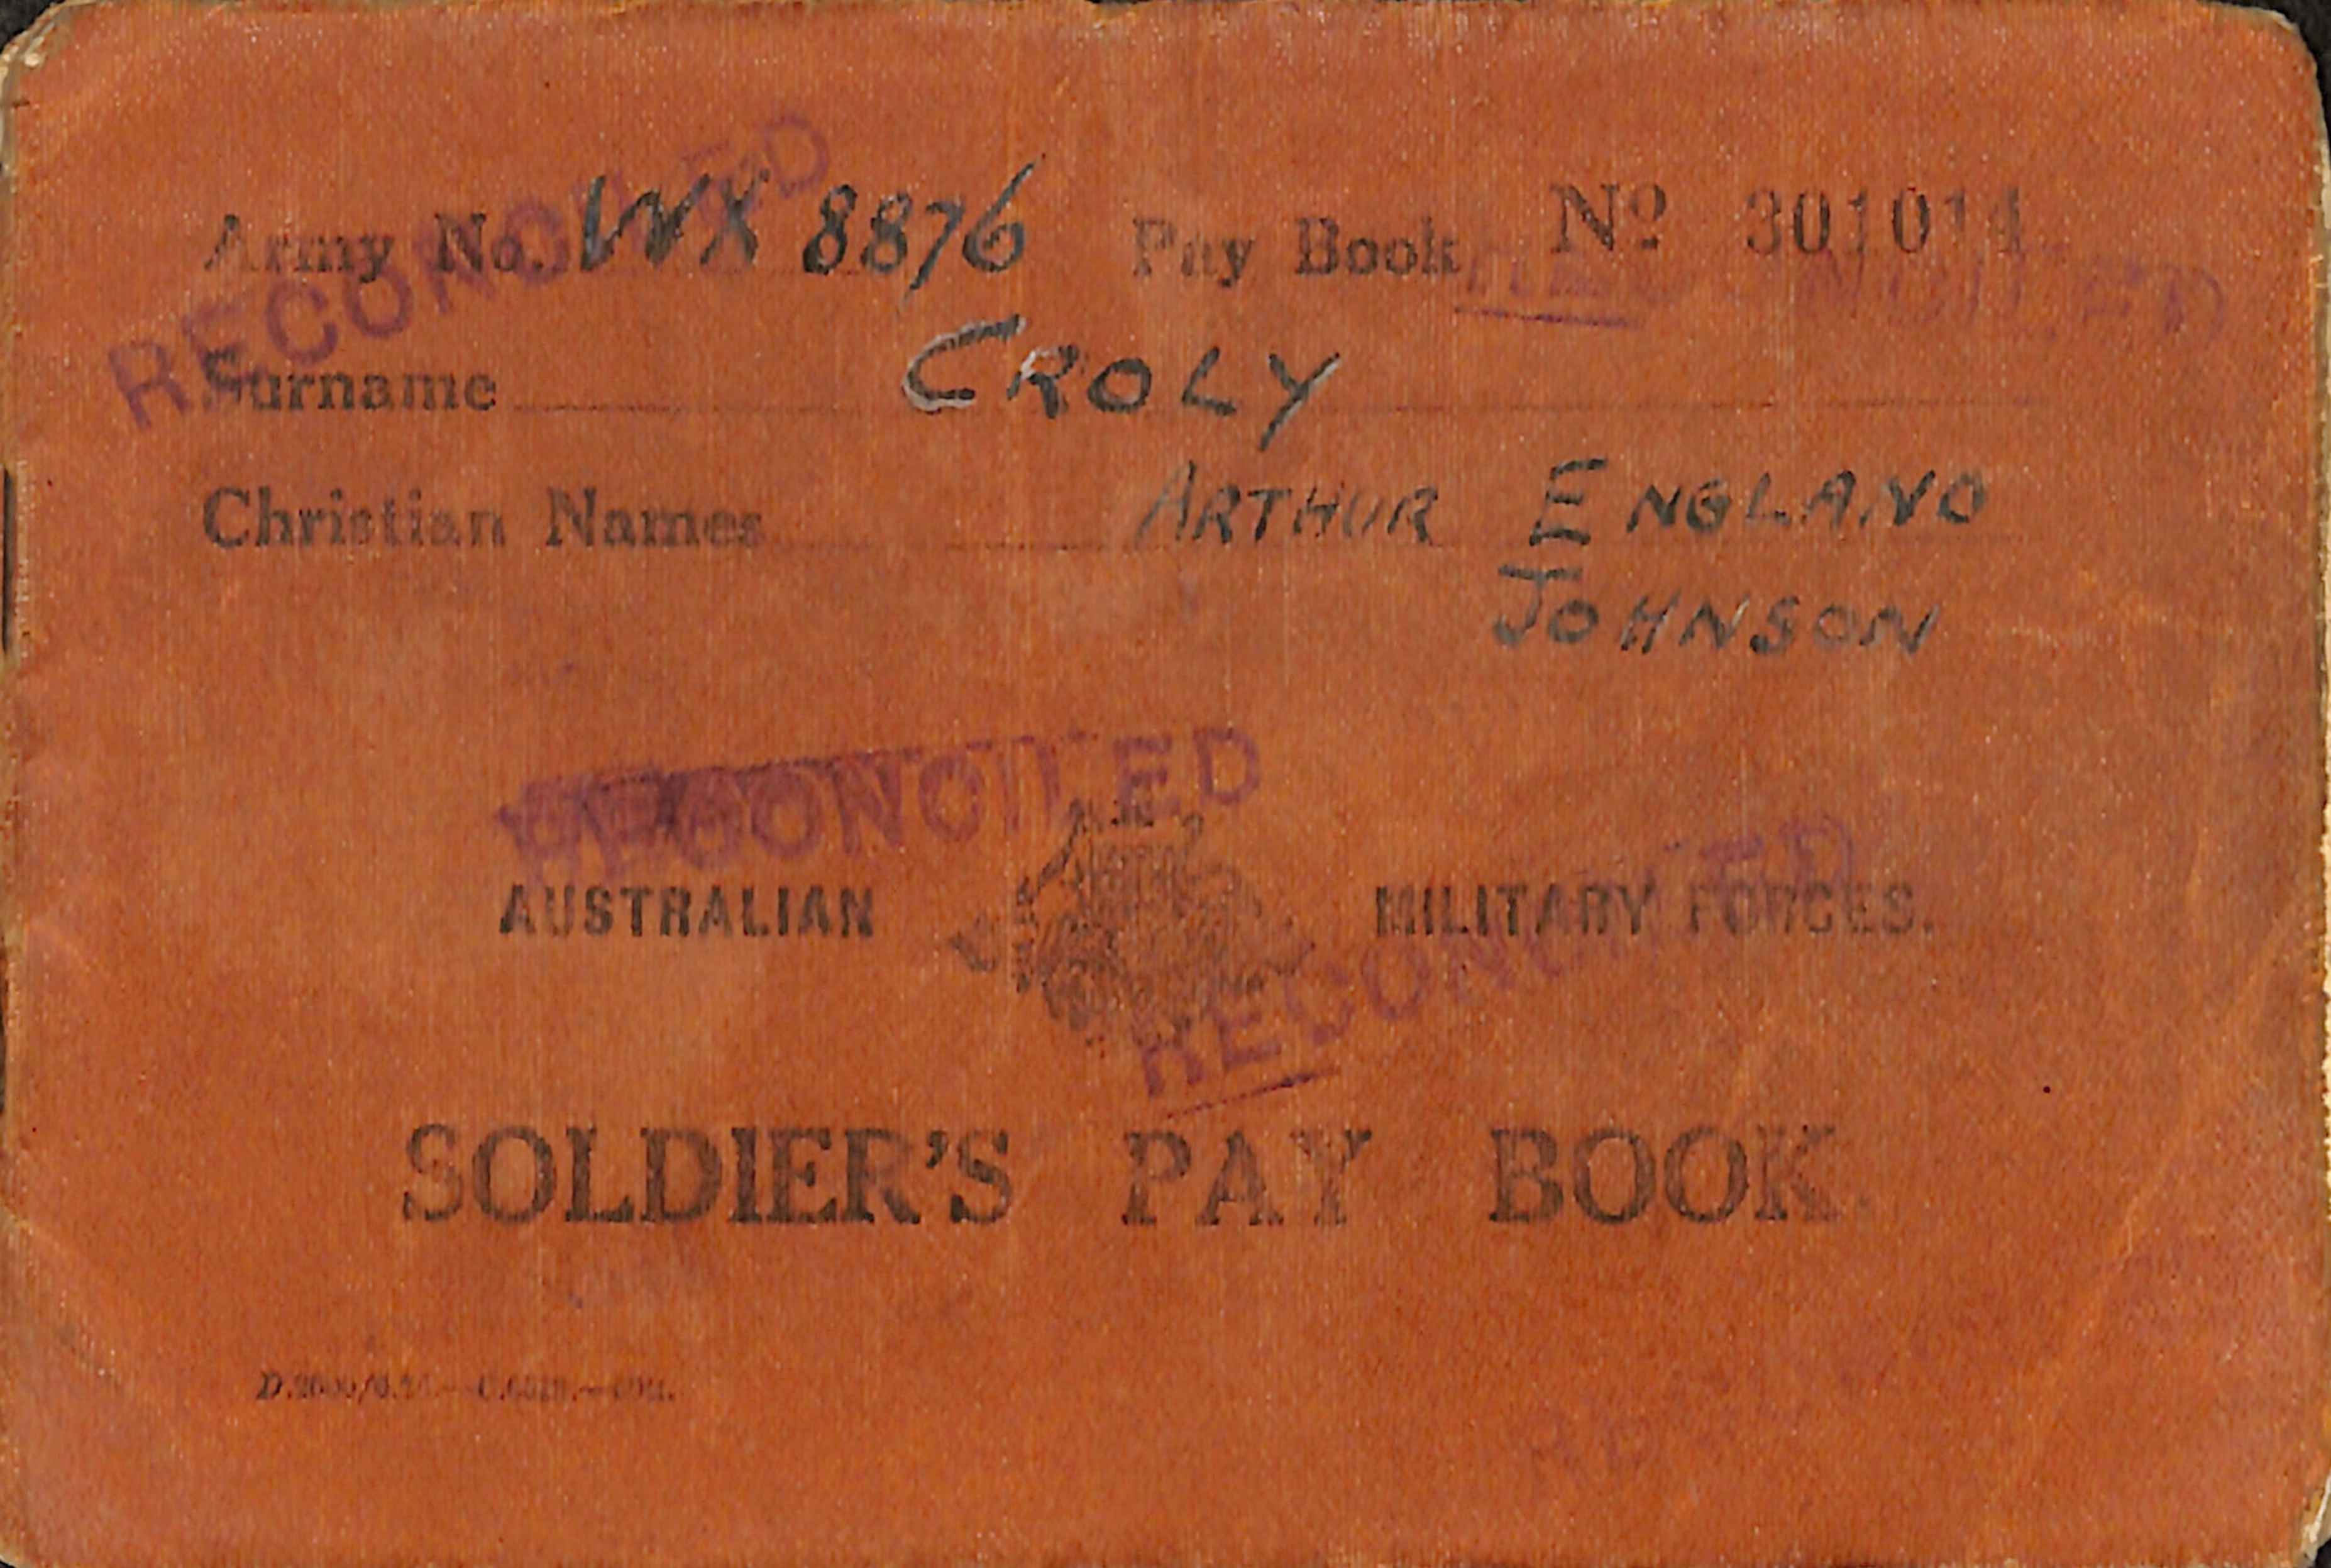 Army No. WX 8876 Pay Book Nº 301014
RECONCILED
RECONCILED
Surname CROLY
Christian Names ARTHUR ENGLAND
JOHNSON
RECONCILED
AUSTRALIAN MILITARY FORCES.
RECONCILED
SOLDIER'S PAY BOOK